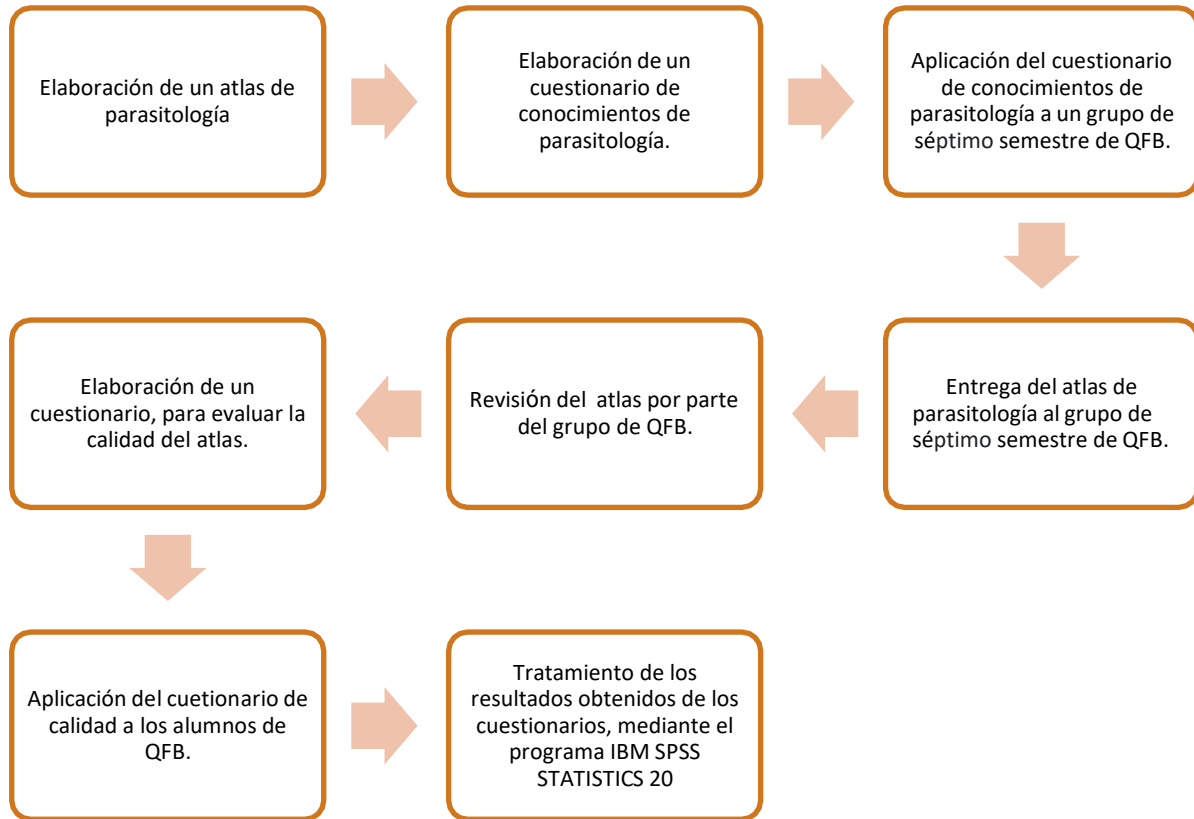 Elaboración de un atlas de
parasitología
Elaboración de un
cuestionario de
conocimientos de
parasitología.
Aplicación del cuestionario
de conocimientos de
parasitología a un grupo de
séptimo semestre de QFB.
Entrega del atlas de
parasitología al grupo de
séptimo semestre de QFB.
Revisión del atlas por parte
del grupo de QFB.
Elaboración de un
cuestionario, para evaluar la
calidad del atlas.
Aplicación del cuetionario de
calidad a los alumnos de
QFB.
Tratamiento de los
resultados obtenidos de los
cuestionarios, mediante el
programa IBM SPSS
STATISTICS 20